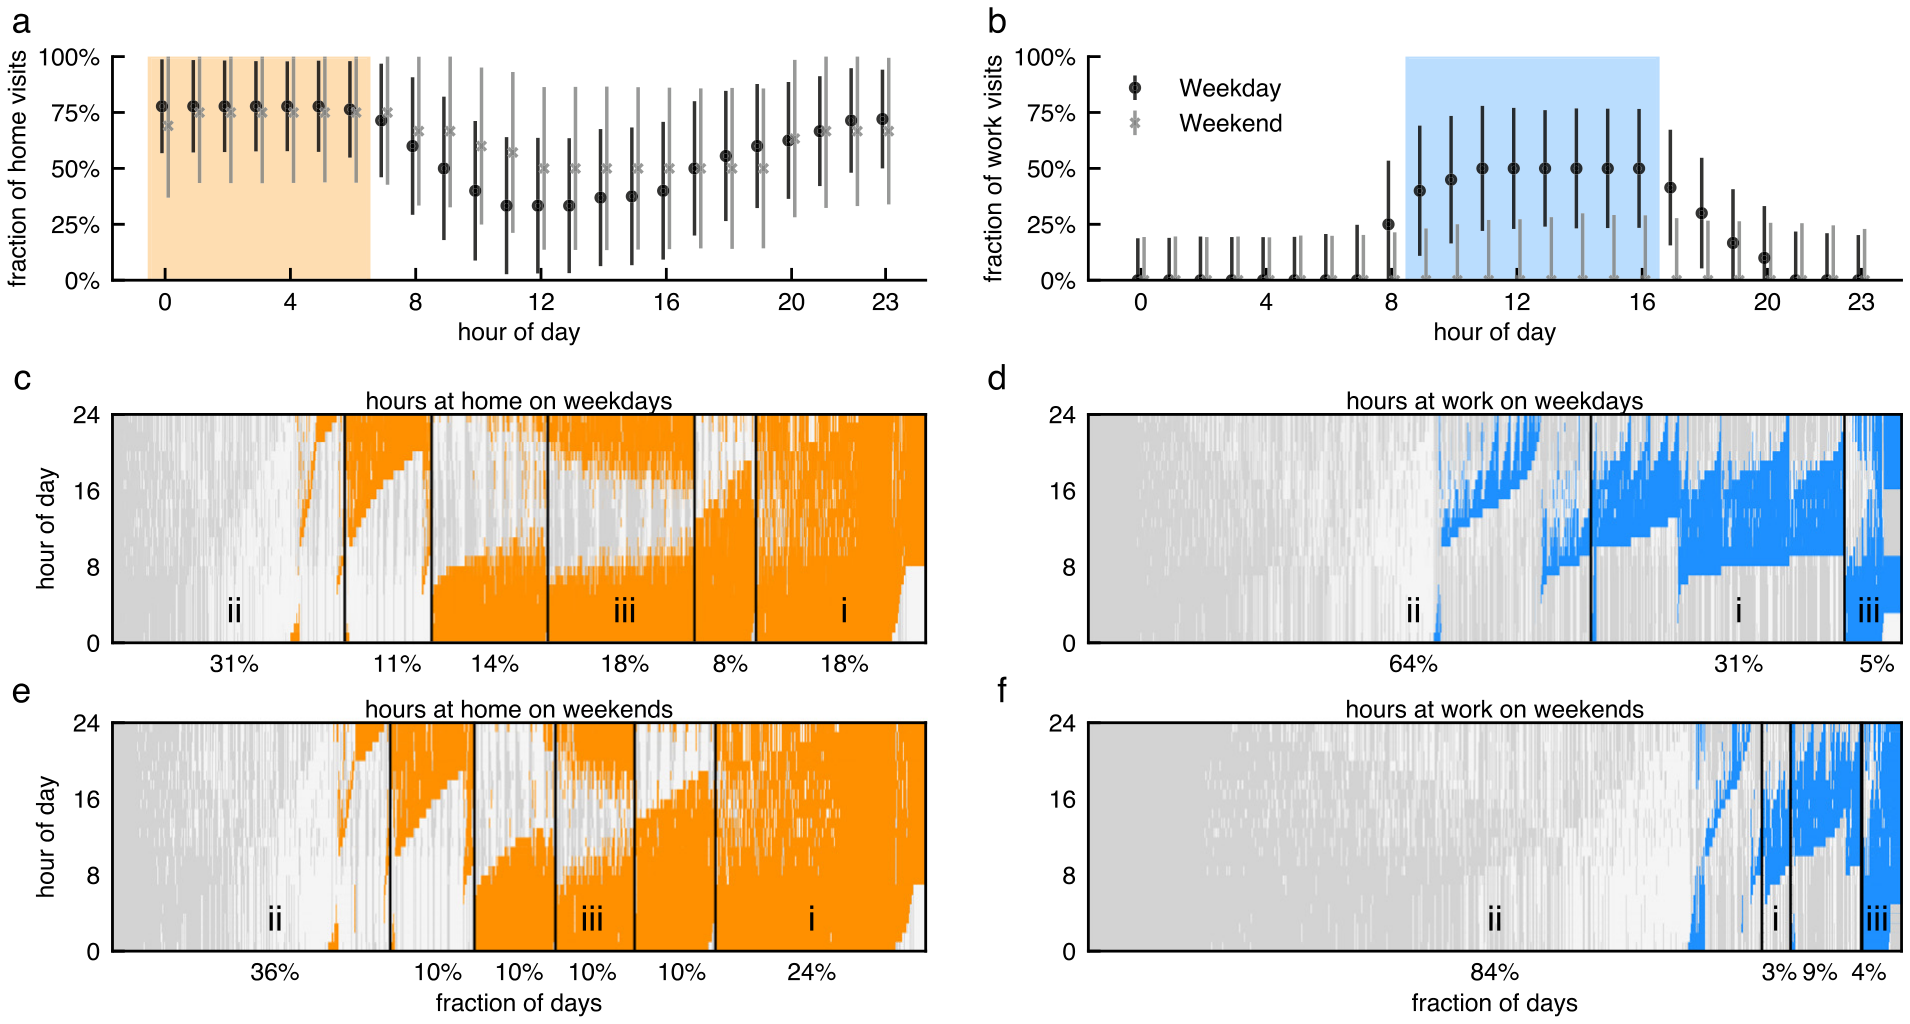 a
fraction of home visits
100%
75%
50%
25%
0%
0 4 8 12 16 20 23
hour of day
b
fraction of work visits
100%
75%
50%
25%
0%
Weekday
Weekend
0 4 8 12 16 20 23
hour of day
c
hours at home on weekdays
hour of day
24
16
8
0
ii iii i
31% 11% 14% 18% 8% 18%
d
hours at work on weekdays
24
16
8
0
ii i iii
64% 31% 5%
e
hours at home on weekends
hour of day
24
16
8
0
ii iii i
36% 10% 10% 10% 10% 24%
fraction of days
f
hours at work on weekends
24
16
8
0
ii i iii
84% 3% 9% 4%
fraction of days